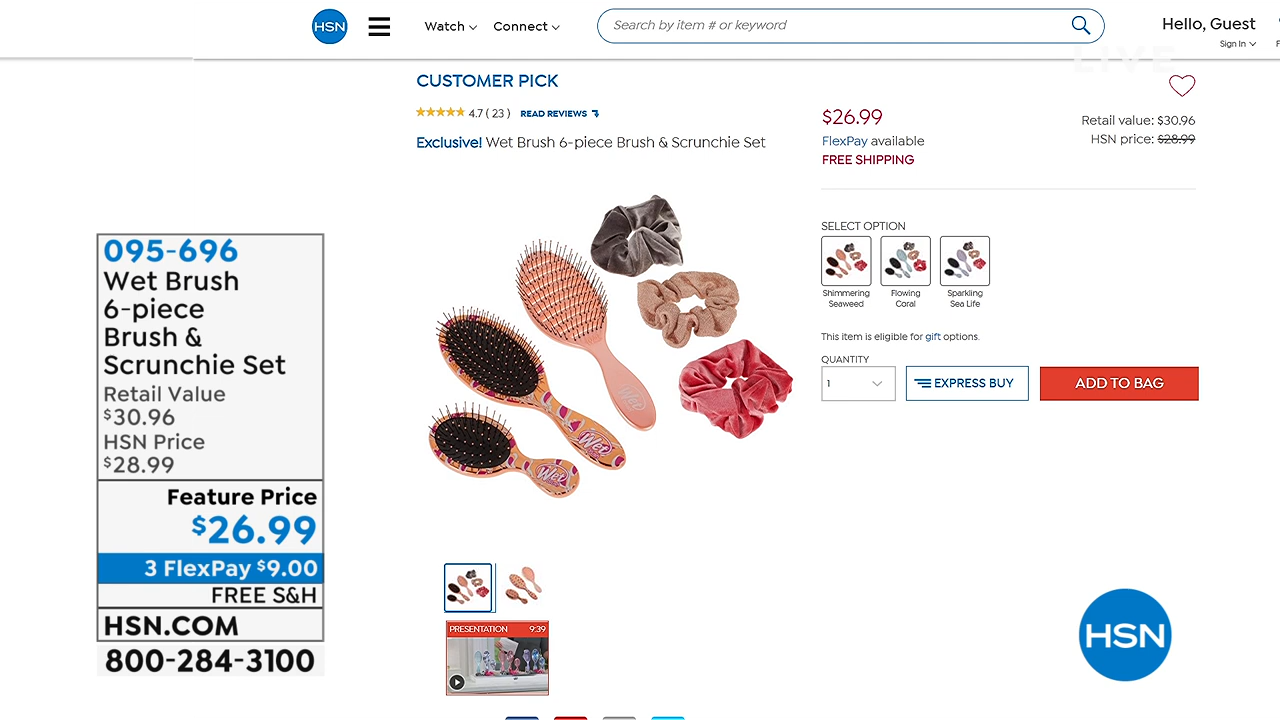 HSN
Watch
Connect
Search by item # or keyword
Hello, Guest
Sign In
LIVE
CUSTOMER PICK
4.7 ( 23 ) READ REVIEWS
Exclusive! Wet Brush 6-piece Brush & Scrunchie Set
$26.99
FlexPay available
FREE SHIPPING
Retail value: $30.96
HSN price: $28.99
SELECT OPTION
Shimmering
Seaweed
Flowing
Coral
Sparkling
Sea Life
This item is eligible for gift options.
QUANTITY
1
EXPRESS BUY
ADD TO BAG
Wet
Wet
Wet
PRESENTATION 9:39
095-696
Wet Brush
6-piece
Brush &
Scrunchie Set
Retail Value
$30.96
HSN Price
$28.99
Feature Price
$26.99
3 FlexPay $9.00
FREE S&H
HSN.COM
800-284-3100
HSN